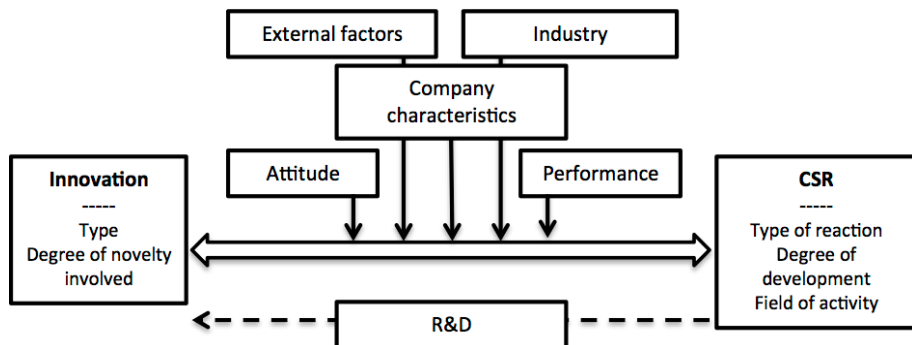 External factors
Industry
Company
characteristics
Attitude
Performance
Innovation
-----
Type
Degree of novelty
involved
CSR
-----
Type of reaction
Degree of
development
Field of activity
R&D